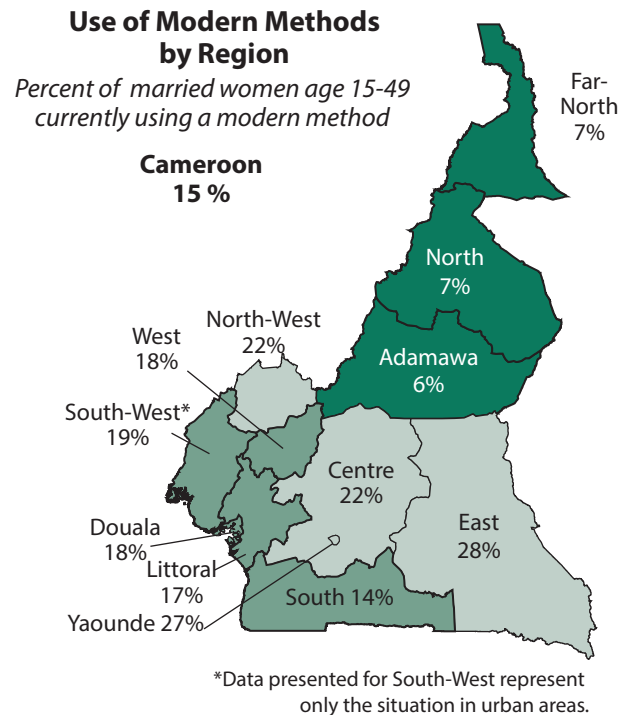 Use of Modern Methods
by Region
Percent of married women age 15-49
currently using a modern method
Cameroon
15 %
Far-
North
7%
North
7%
Adamawa
6%
North-West
22%
West
18%
South-West*
19%
Centre
22%
East
28%
Douala
18%
Littoral
17%
South 14%
Yaounde 27%
*Data presented for South-West represent
only the situation in urban areas.